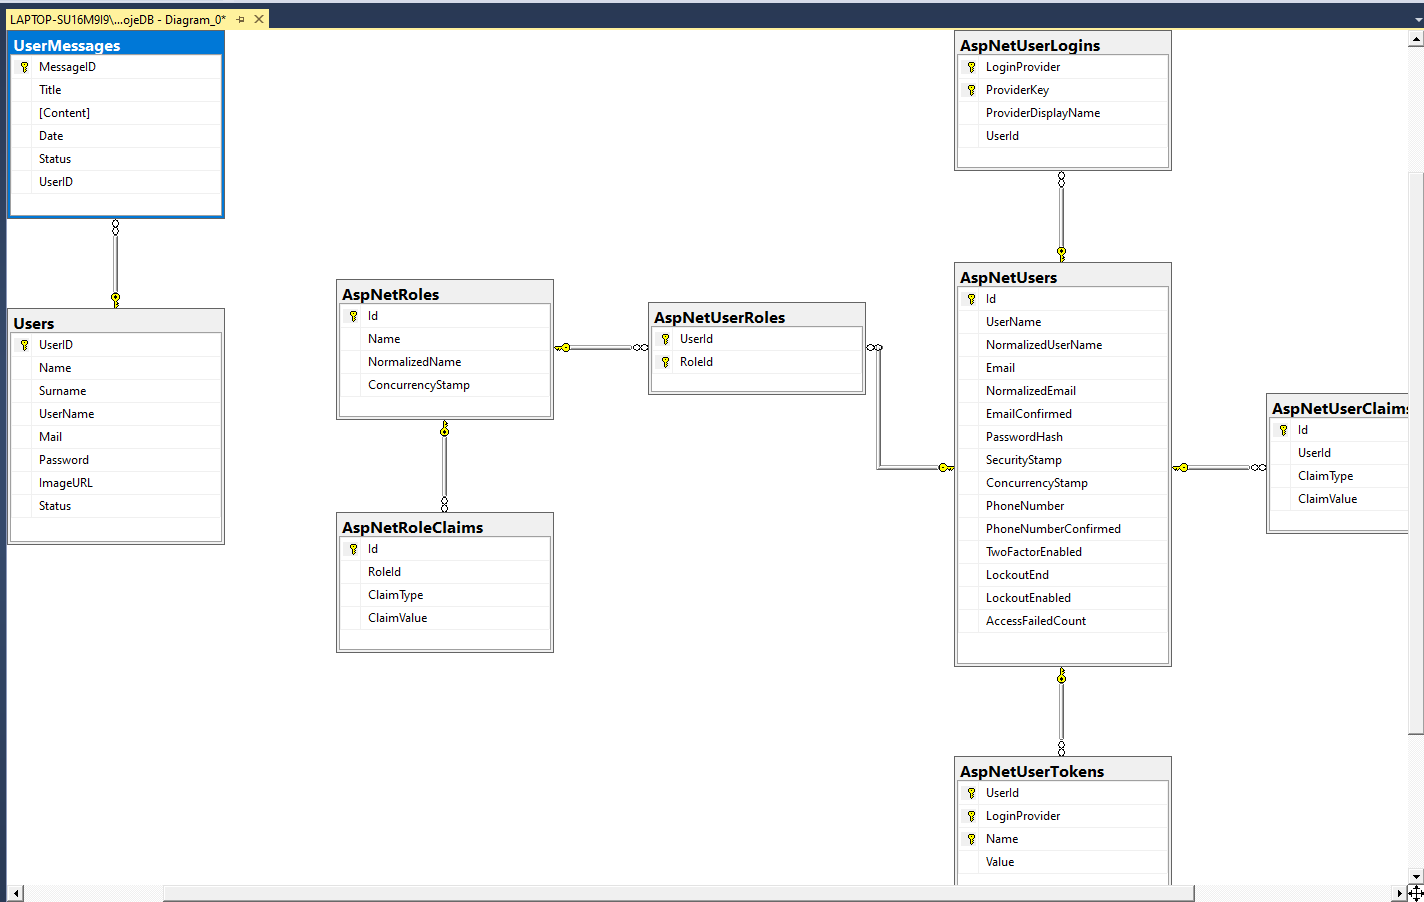 LAPTOP-SU16M9I9\...ojeDB - Diagram_0*
UserMessages
MessageID
Title
[Content]
Date
Status
UserID
Users
UserID
Name
Surname
UserName
Mail
Password
ImageURL
Status
AspNetRoles
Id
Name
NormalizedName
ConcurrencyStamp
AspNetRoleClaims
Id
RoleId
ClaimType
ClaimValue
AspNetUserRoles
UserId
RoleId
AspNetUserLogins
LoginProvider
ProviderKey
ProviderDisplayName
UserId
AspNetUsers
Id
UserName
NormalizedUserName
Email
NormalizedEmail
EmailConfirmed
PasswordHash
SecurityStamp
ConcurrencyStamp
PhoneNumber
PhoneNumberConfirmed
TwoFactorEnabled
LockoutEnd
LockoutEnabled
AccessFailedCount
AspNetUserTokens
UserId
LoginProvider
Name
Value
AspNetUserClaims
Id
UserId
ClaimType
ClaimValue